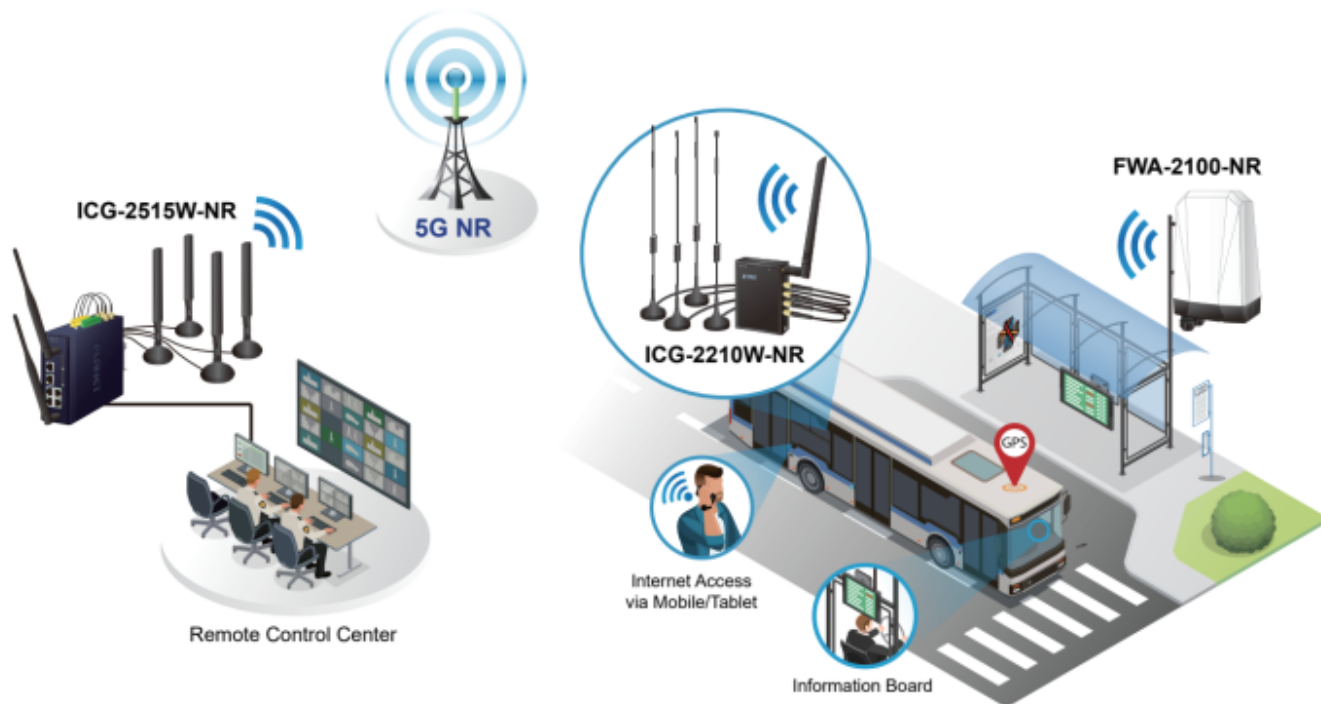 ICG-2515W-NR
5G NR
FWA-2100-NR
ICG-2210W-NR
GPS
Internet Access
via Mobile/Tablet
Remote Control Center
Information Board
PLANET